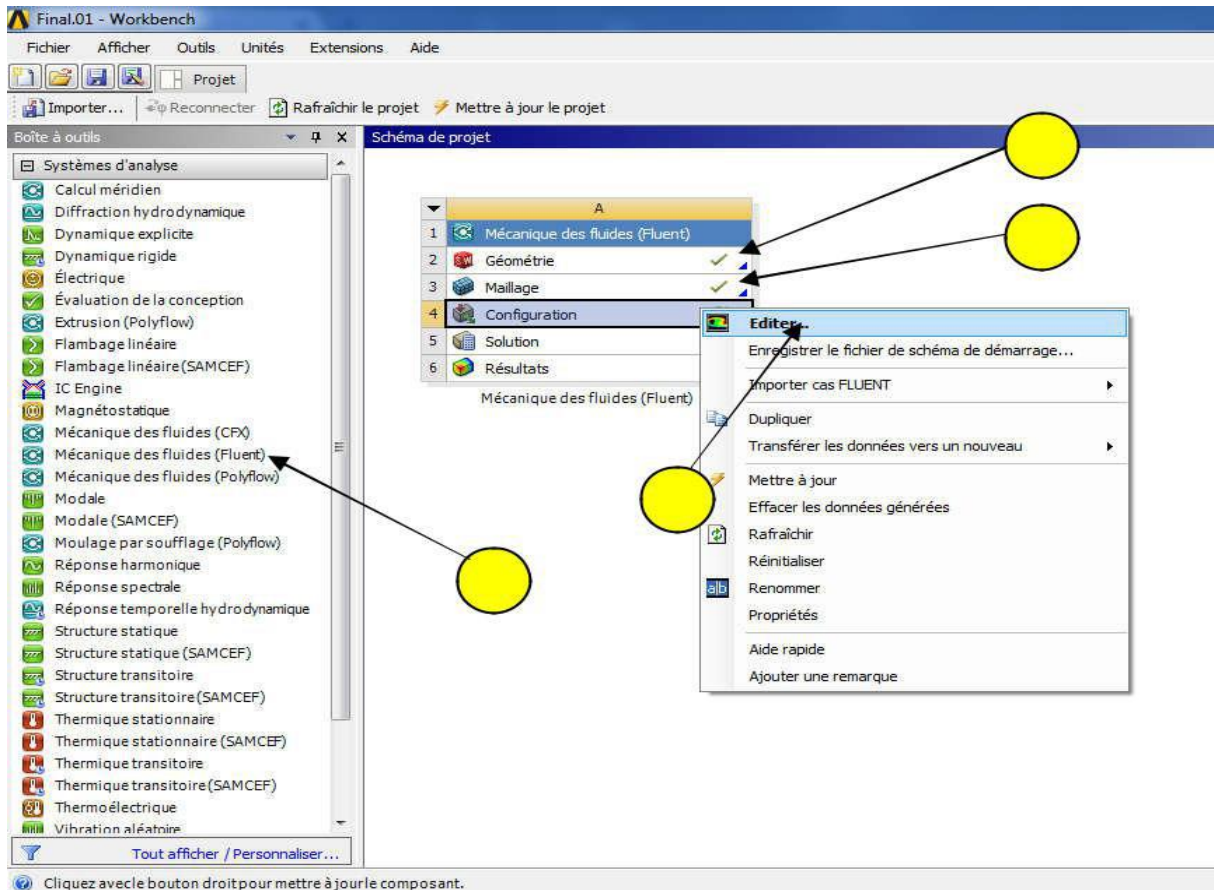 Final.01 - Workbench
Fichier Afficher Outils Unités Extensions Aide
Projet
Importer... Reconnecter Rafraîchir le projet Mettre à jour le projet
Boîte à outils
Systèmes d'analyse
Calcul méridien
Diffraction hydrodynamique
Dynamique explicite
Dynamique rigide
Électrique
Évaluation de la conception
Extrusion (Polyflow)
Flambage linéaire
Flambage linéaire (SAMCEF)
IC Engine
Magnétostatique
Mécanique des fluides (CFX)
Mécanique des fluides (Fluent)
Mécanique des fluides (Polyflow)
Modale
Modale (SAMCEF)
Moulage par soufflage (Polyflow)
Réponse harmonique
Réponse spectrale
Réponse temporelle hydrodynamique
Structure statique
Structure statique (SAMCEF)
Structure transitoire
Structure transitoire (SAMCEF)
Thermique stationnaire
Thermique stationnaire (SAMCEF)
Thermique transitoire
Thermique transitoire (SAMCEF)
Thermoélectrique
Vibration aléatoire
Tout afficher / Personnaliser...
Schéma de projet
A
1 Mécanique des fluides (Fluent)
2 Géométrie
3 Maillage
4 Configuration
5 Solution
6 Résultats
Mécanique des fluides (Fluent)
Editer...
Enregistrer le fichier de schéma de démarrage...
Importer cas FLUENT
Dupliquer
Transférer les données vers un nouveau
Mettre à jour
Effacer les données générées
Rafraîchir
Réinitialiser
a|b Renommer
Propriétés
Aide rapide
Ajouter une remarque
Cliquez avec le bouton droit pour mettre à jour le composant.